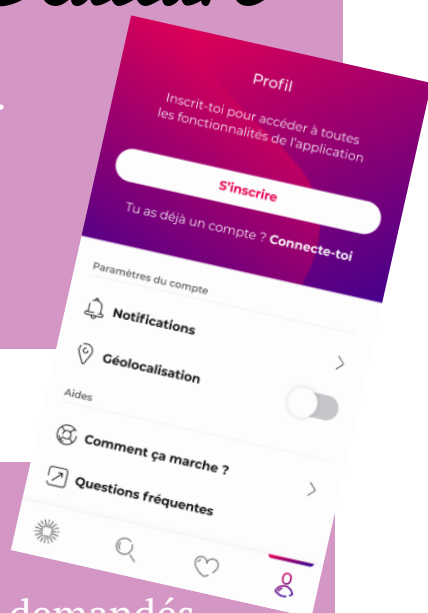 Profil
Inscrit-toi pour accéder à toutes
les fonctionnalités de l'application
S'inscrire
Tu as déjà un compte ? Connecte-toi
Paramètres du compte
Notifications
Géolocalisation
Aides
Comment ça marche ?
Questions fréquentes
demandés